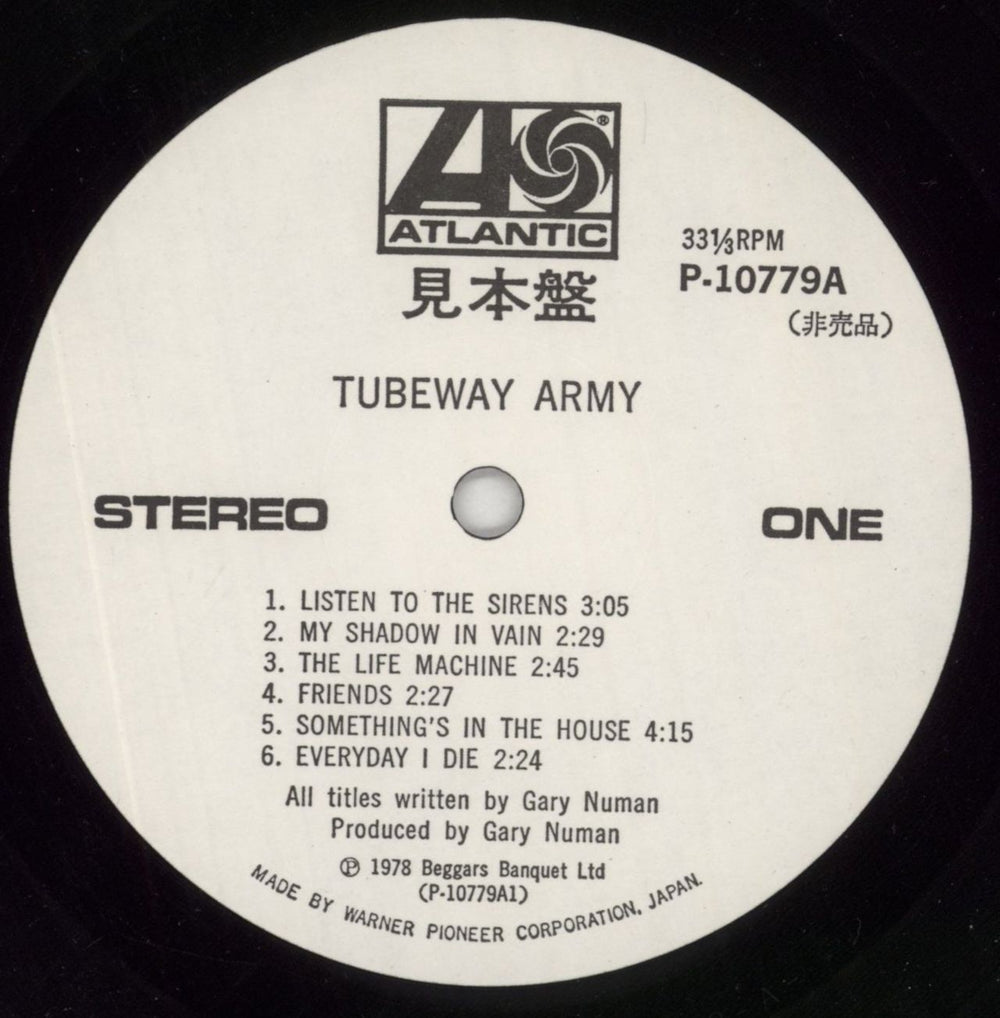 ATLANTIC
®
見本盤
33⅓RPM
P-10779A
(非売品)
TUBEWAY ARMY
STEREO
ONE
1. LISTEN TO THE SIRENS 3:05
2. MY SHADOW IN VAIN 2:29
3. THE LIFE MACHINE 2:45
4. FRIENDS 2:27
5. SOMETHING'S IN THE HOUSE 4:15
6. EVERYDAY I DIE 2:24
All titles written by Gary Numan
Produced by Gary Numan
℗ 1978 Beggars Banquet Ltd
(P-10779A1)
MADE BY WARNER PIONEER CORPORATION, JAPAN.